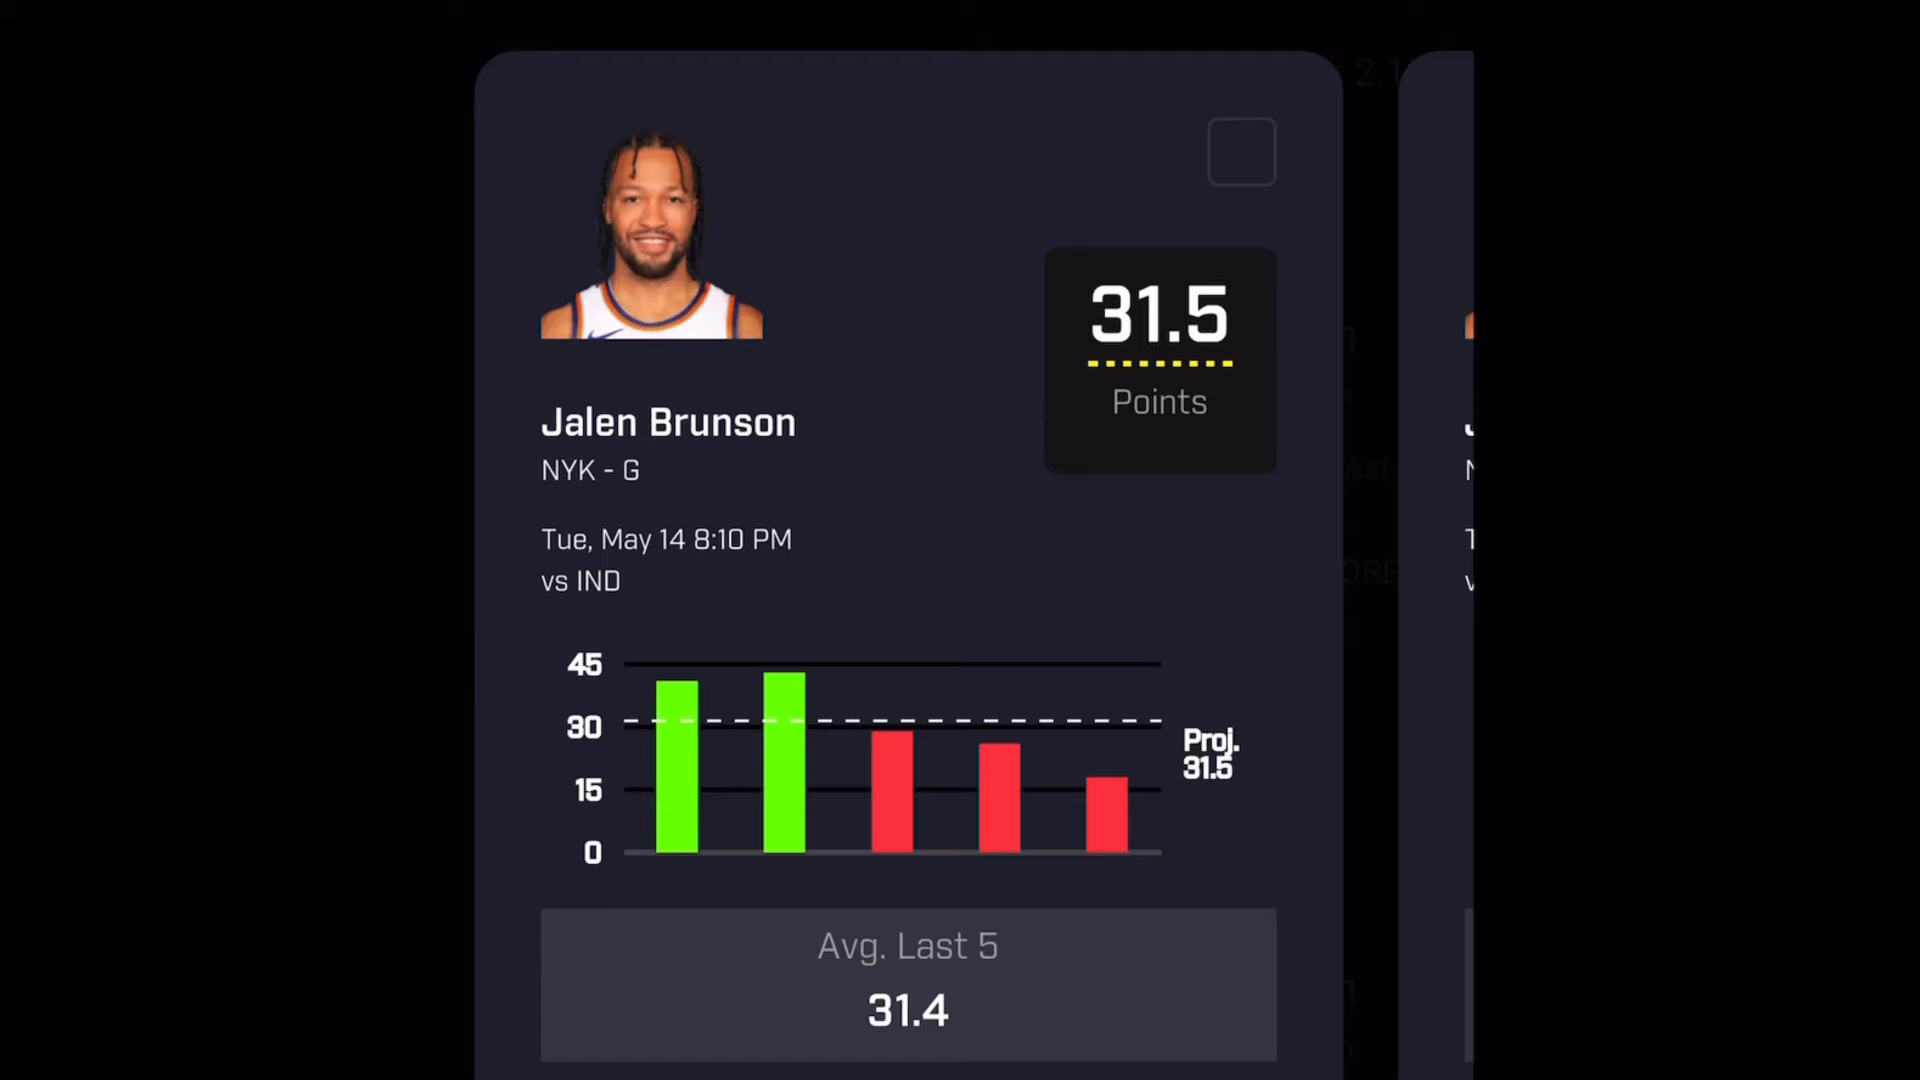 31.5
Points
Jalen Brunson
NYK - G
Tue, May 14 8:10 PM
vs IND
45
30
15
0
Proj.
31.5
Avg. Last 5
31.4